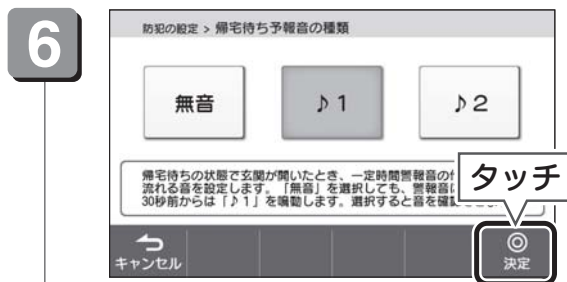 6
防犯の設定 > 帰宅待ち予報音の種類
無音
♪1
♪2
帰宅待ちの状態で玄関が開いたとき、一定時間警報音の
流れる音を設定します。「無音」を選択しても、警報音
30秒前からは「♪1」を鳴動します。選択すると音を確
タッチ
キャンセル
◎
決定